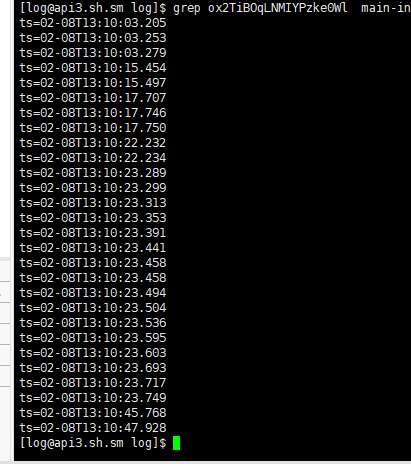 [log@api3.sh.sm log]$ grep ox2TiBOqLNMIYPzke0Wl  main-in
ts=02-08T13:10:03.205
ts=02-08T13:10:03.253
ts=02-08T13:10:03.279
ts=02-08T13:10:15.454
ts=02-08T13:10:15.497
ts=02-08T13:10:17.707
ts=02-08T13:10:17.746
ts=02-08T13:10:17.750
ts=02-08T13:10:22.232
ts=02-08T13:10:22.234
ts=02-08T13:10:23.289
ts=02-08T13:10:23.299
ts=02-08T13:10:23.313
ts=02-08T13:10:23.353
ts=02-08T13:10:23.391
ts=02-08T13:10:23.441
ts=02-08T13:10:23.458
ts=02-08T13:10:23.458
ts=02-08T13:10:23.494
ts=02-08T13:10:23.504
ts=02-08T13:10:23.536
ts=02-08T13:10:23.595
ts=02-08T13:10:23.603
ts=02-08T13:10:23.693
ts=02-08T13:10:23.717
ts=02-08T13:10:23.749
ts=02-08T13:10:45.768
ts=02-08T13:10:47.928
[log@api3.sh.sm log]$